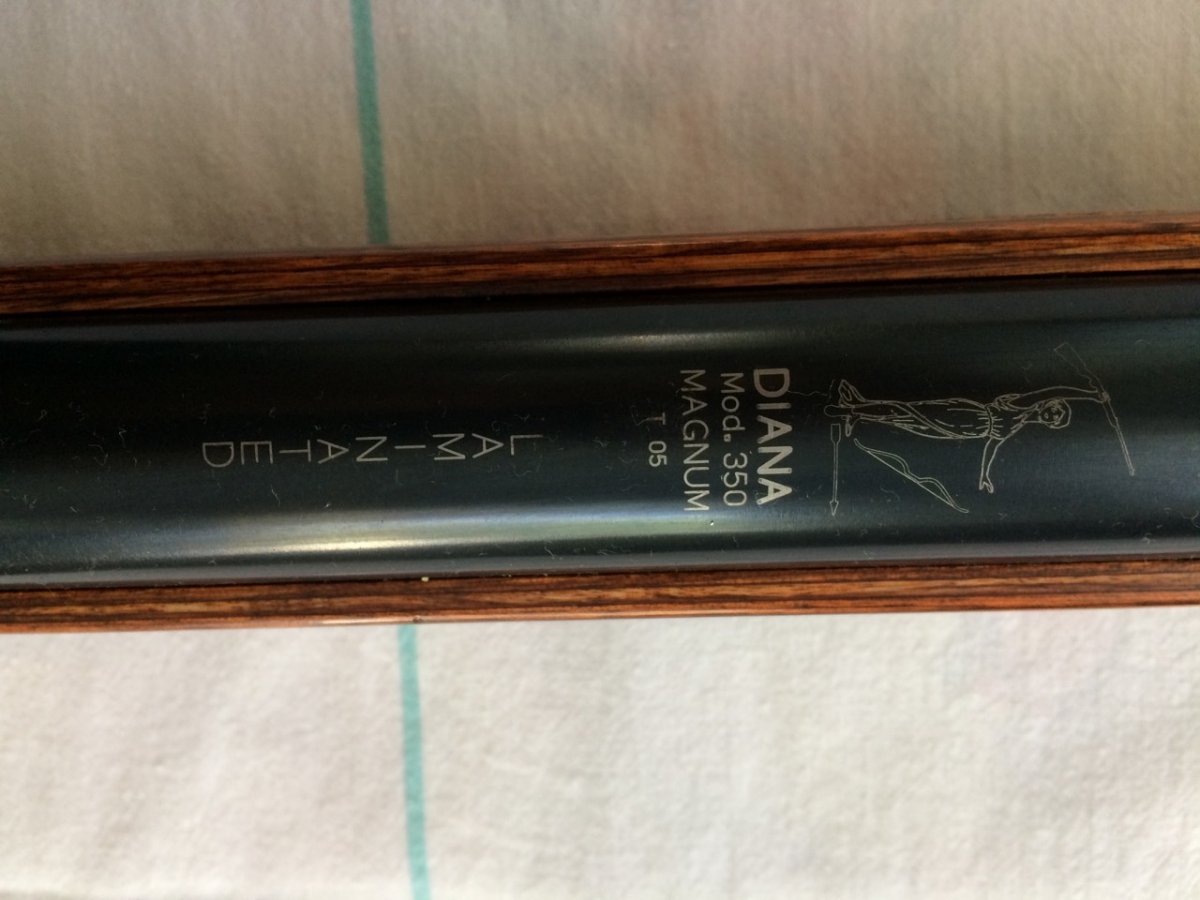 DIANA
Mod. 350
MAGNUM
T 05
LAMINATED